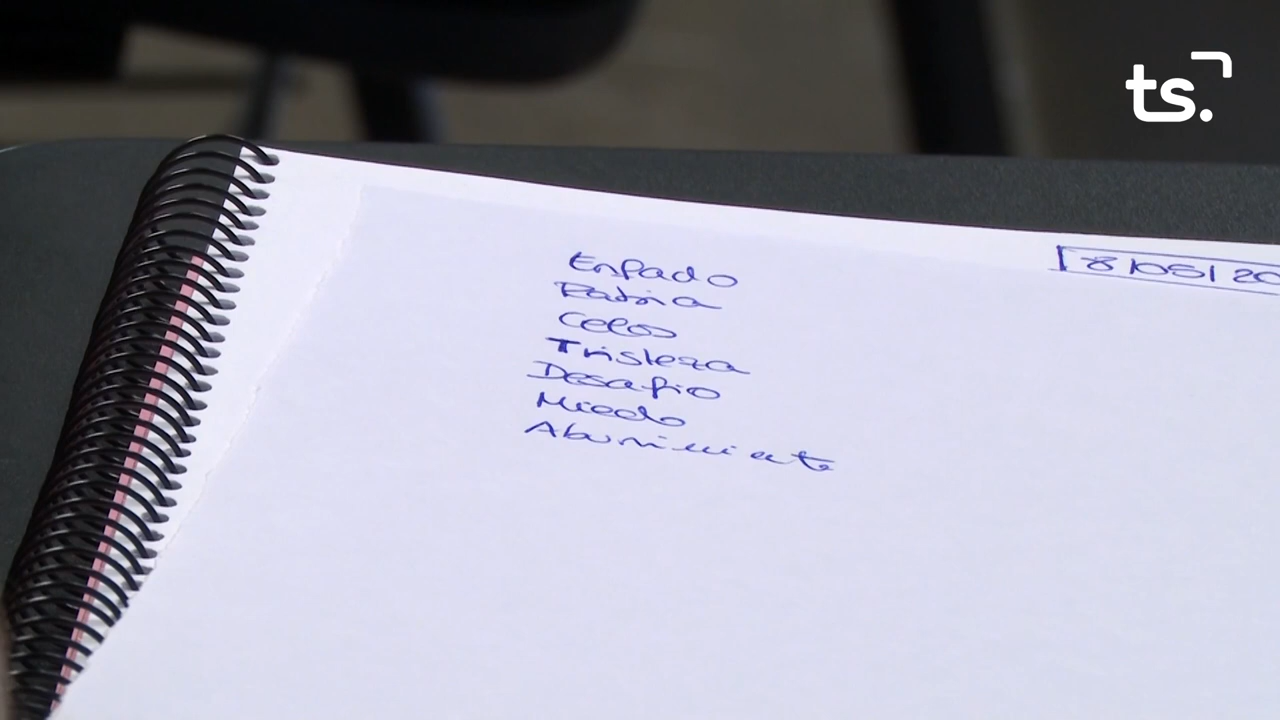 ts.
Enfado
Rabia
Celos
Tristeza
Desafio
Miedo
Aburrimiento
18/05/20